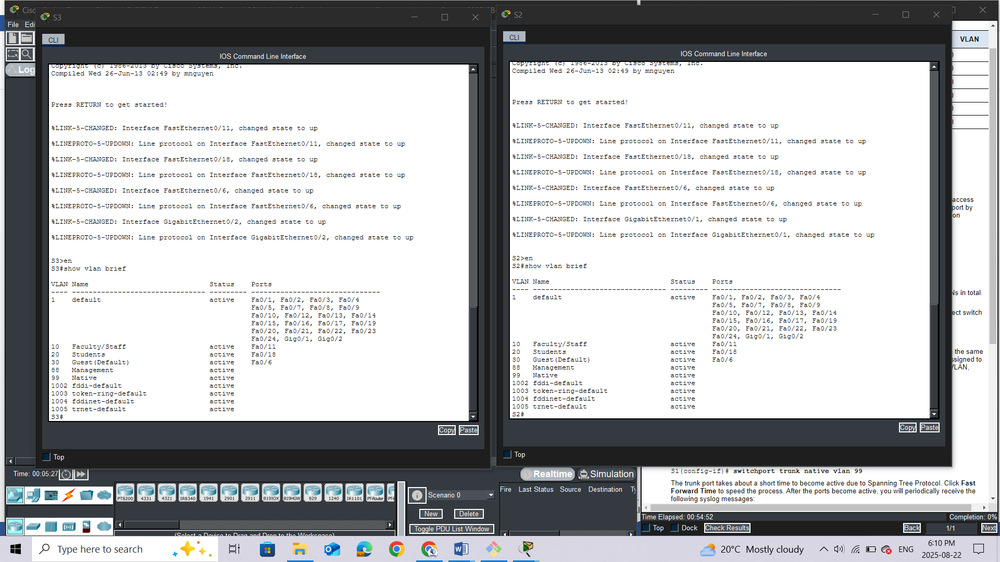 Cisc
File Edi
Log
S3
CLI
IOS Command Line Interface
Copyright (c) 1986-2013 by Cisco Systems, Inc.
Compiled Wed 26-Jun-13 02:49 by mnguyen
Press RETURN to get started!
%LINK-5-CHANGED: Interface FastEthernet0/11, changed state to up
%LINEPROTO-5-UPDOWN: Line protocol on Interface FastEthernet0/11, changed state to up
%LINK-5-CHANGED: Interface FastEthernet0/18, changed state to up
%LINEPROTO-5-UPDOWN: Line protocol on Interface FastEthernet0/18, changed state to up
%LINK-5-CHANGED: Interface FastEthernet0/6, changed state to up
%LINEPROTO-5-UPDOWN: Line protocol on Interface FastEthernet0/6, changed state to up
%LINK-5-CHANGED: Interface GigabitEthernet0/2, changed state to up
%LINEPROTO-5-UPDOWN: Line protocol on Interface GigabitEthernet0/2, changed state to up
S3>en
S3#show vlan brief
VLAN Name Status Ports
---- -------------------------------- --------- -------------------------------
1 default active Fa0/1, Fa0/2, Fa0/3, Fa0/4
Fa0/5, Fa0/7, Fa0/8, Fa0/9
Fa0/10, Fa0/12, Fa0/13, Fa0/14
Fa0/15, Fa0/16, Fa0/17, Fa0/19
Fa0/20, Fa0/21, Fa0/22, Fa0/23
Fa0/24, Gig0/1, Gig0/2
10 Faculty/Staff active Fa0/11
20 Students active Fa0/18
30 Guest(Default) active Fa0/6
88 Management active
99 Native active
1002 fddi-default active
1003 token-ring-default active
1004 fddinet-default active
1005 trnet-default active
S3#
Copy Paste
Top
S2
CLI
IOS Command Line Interface
Copyright (c) 1986-2013 by Cisco Systems, Inc.
Compiled Wed 26-Jun-13 02:49 by mnguyen
Press RETURN to get started!
%LINK-5-CHANGED: Interface FastEthernet0/11, changed state to up
%LINEPROTO-5-UPDOWN: Line protocol on Interface FastEthernet0/11, changed state to up
%LINK-5-CHANGED: Interface FastEthernet0/18, changed state to up
%LINEPROTO-5-UPDOWN: Line protocol on Interface FastEthernet0/18, changed state to up
%LINK-5-CHANGED: Interface FastEthernet0/6, changed state to up
%LINEPROTO-5-UPDOWN: Line protocol on Interface FastEthernet0/6, changed state to up
%LINK-5-CHANGED: Interface GigabitEthernet0/1, changed state to up
%LINEPROTO-5-UPDOWN: Line protocol on Interface GigabitEthernet0/1, changed state to up
S2>en
S2#show vlan brief
VLAN Name Status Ports
---- -------------------------------- --------- -------------------------------
1 default active Fa0/1, Fa0/2, Fa0/3, Fa0/4
Fa0/5, Fa0/7, Fa0/8, Fa0/9
Fa0/10, Fa0/12, Fa0/13, Fa0/14
Fa0/15, Fa0/16, Fa0/17, Fa0/19
Fa0/20, Fa0/21, Fa0/22, Fa0/23
Fa0/24, Gig0/1, Gig0/2
10 Faculty/Staff active Fa0/11
20 Students active Fa0/18
30 Guest(Default) active Fa0/6
88 Management active
99 Native active
1002 fddi-default active
1003 token-ring-default active
1004 fddinet-default active
1005 trnet-default active
S2#
Copy Paste
Top
VLAN
access
port by
on
Ns in total.
ect switch
the same
ssigned to
VLAN,
S1(config-if)# switchport trunk native vlan 99
The trunk port takes about a short time to become active due to Spanning Tree Protocol. Click Fast
Forward Time to speed the process. After the ports become active, you will periodically receive the
following syslog messages:
Time Elapsed: 00:54:52 Completion: 0%
Top Dock Check Results Back 1/1 Next
Time: 00:05:27
Realtime Simulation
PT8200 4331 4321 IR8340 1941 2901 2911 819IOX 819HGW 829 1240 IR1101 PT-Router PT-E
(Select a Device to Drag and Drop to the Workspace)
Scenario 0
New Delete
Toggle PDU List Window
Fire Last Status Source Destination Ty
Type here to search
20°C Mostly cloudy
ENG
6:10 PM
2025-08-22